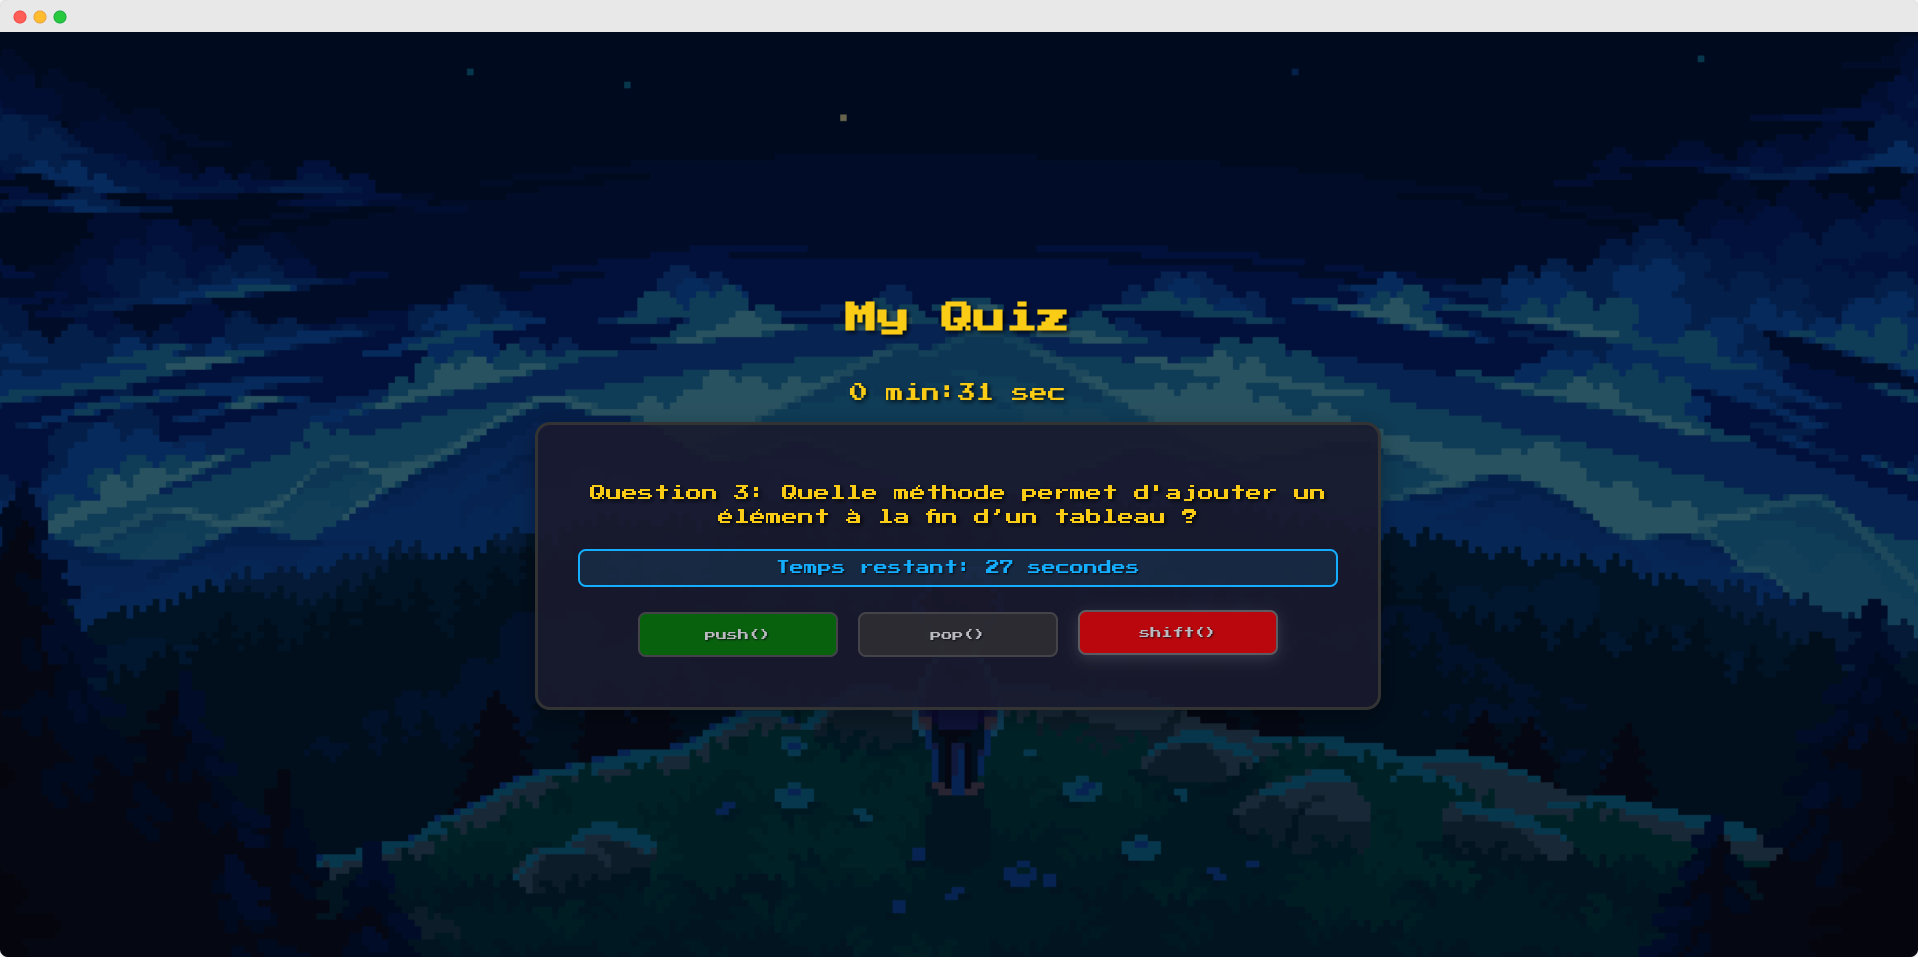 My Quiz
0 min:31 sec
Question 3: Quelle méthode permet d'ajouter un
élément à la fin d’un tableau ?
Temps restant: 27 secondes
push()
pop()
shift()